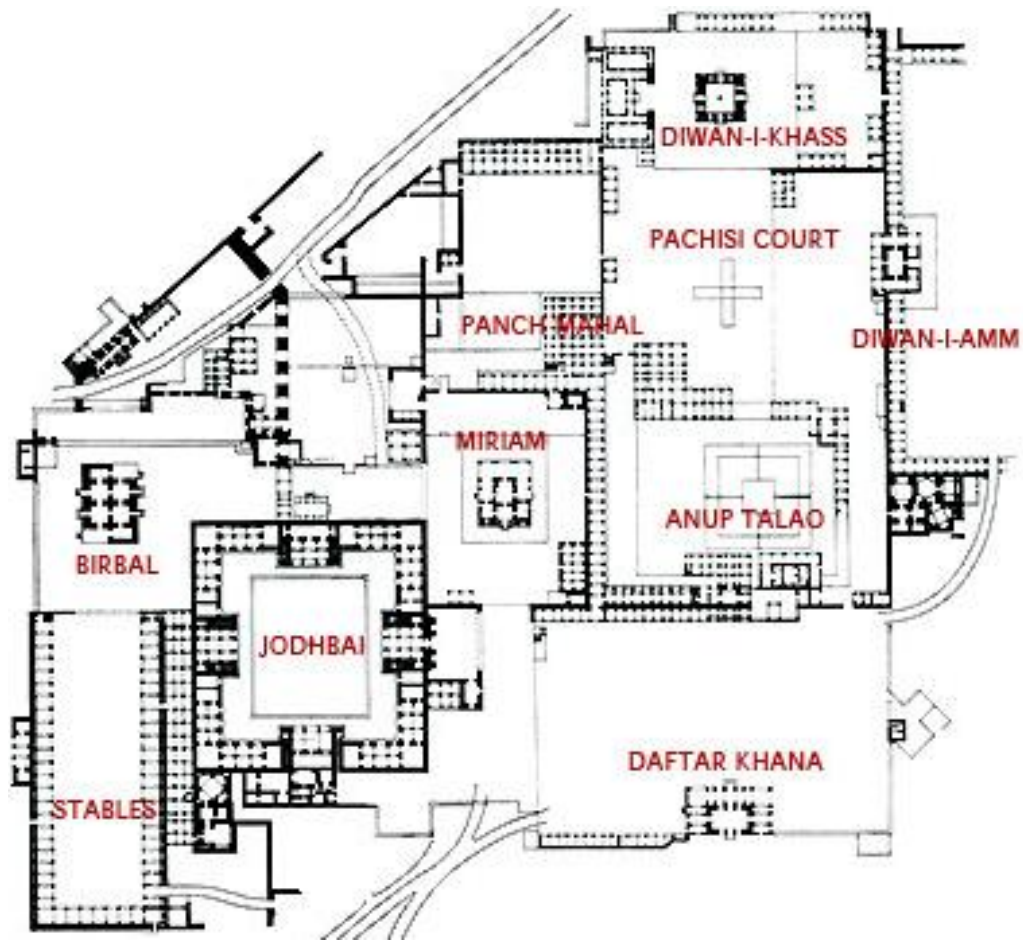 DIWAN-I-KHASS
PACHISI COURT
PANCH MAHAL
DIWAN-I-AMM
MIRIAM
ANUP TALAO
BIRBAL
JODHBAI
DAFTAR KHANA
STABLES